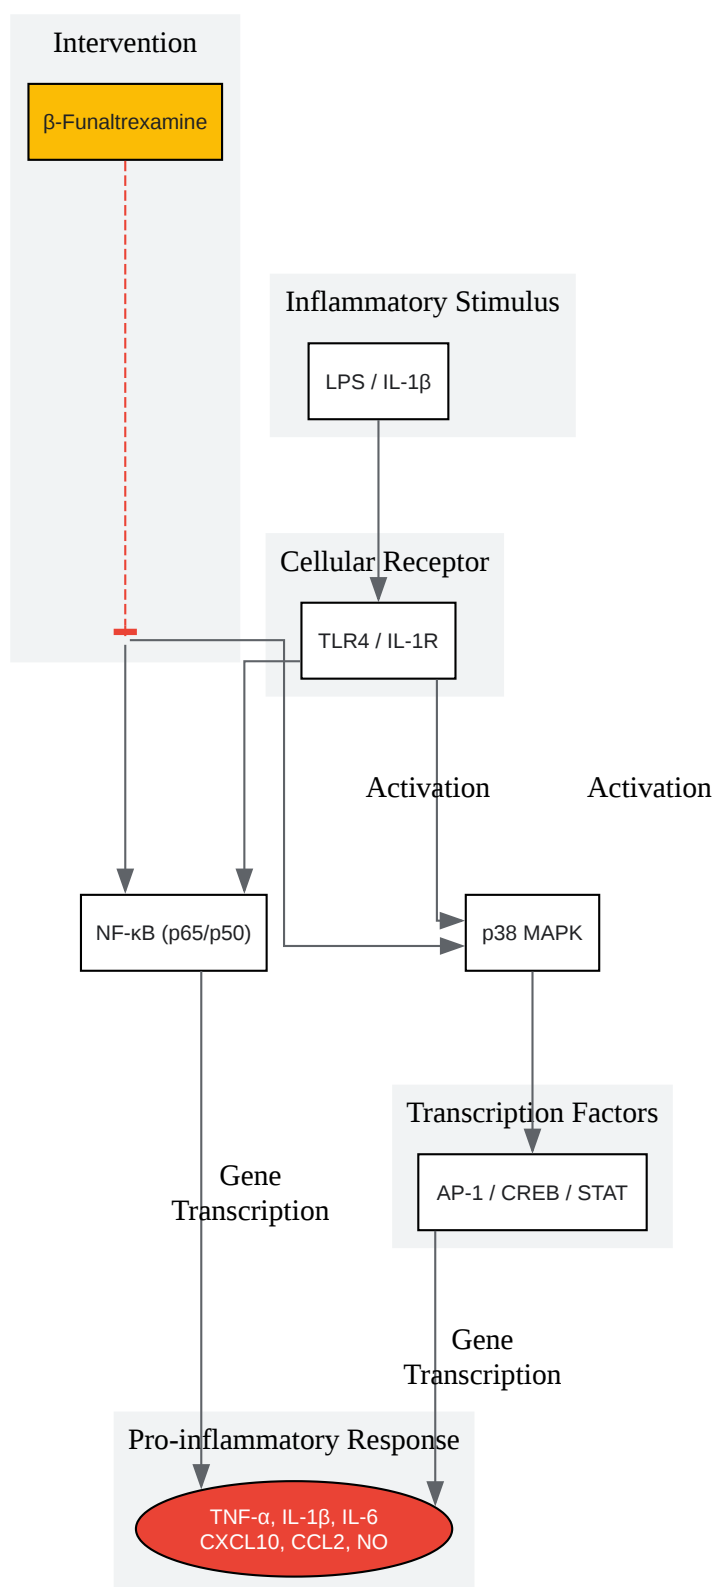 Intervention
β-Funaltrexamine
Inflammatory Stimulus
LPS / IL-1β
Cellular Receptor
TLR4 / IL-1R
Activation
Activation
NF-κB (p65/p50)
p38 MAPK
Transcription Factors
AP-1 / CREB / STAT
Gene
Transcription
Gene
Transcription
Pro-inflammatory Response
TNF-α, IL-1β, IL-6
CXCL10, CCL2, NO